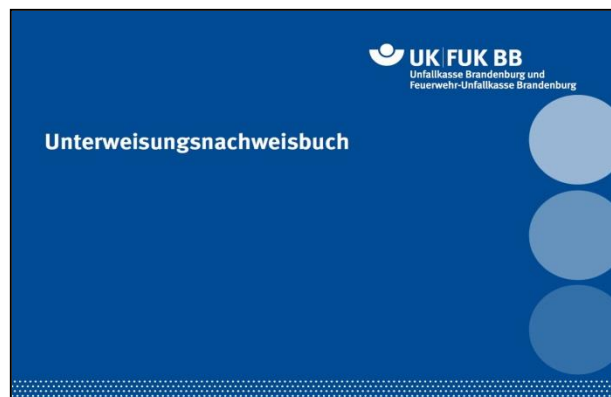 UK|FUK BB
Unfallkasse Brandenburg und
Feuerwehr-Unfallkasse Brandenburg
Unterweisungsnachweisbuch